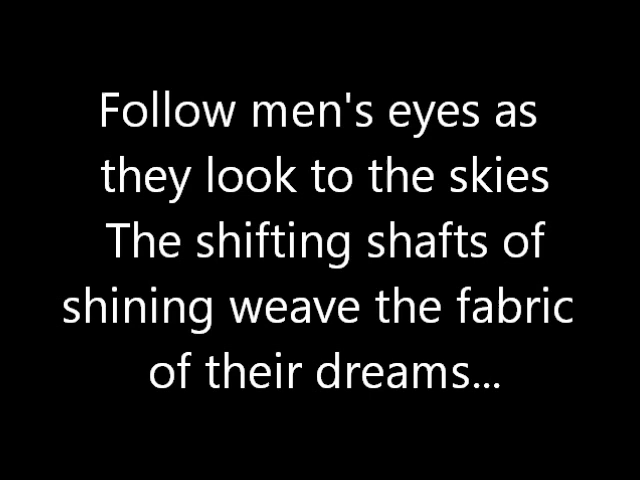 Follow men's eyes as
they look to the skies
The shifting shafts of
shining weave the fabric
of their dreams...